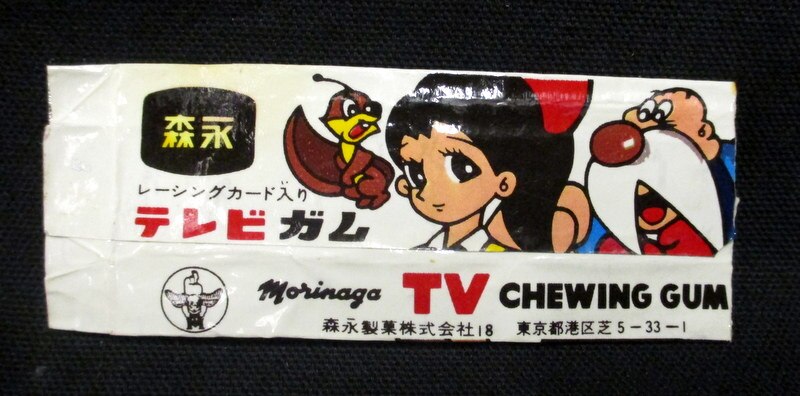 森永
レーシングカード入り
テレビ ガム
Morinaga TV CHEWING GUM
森永製菓株式会社18 東京都港区芝5-33-1